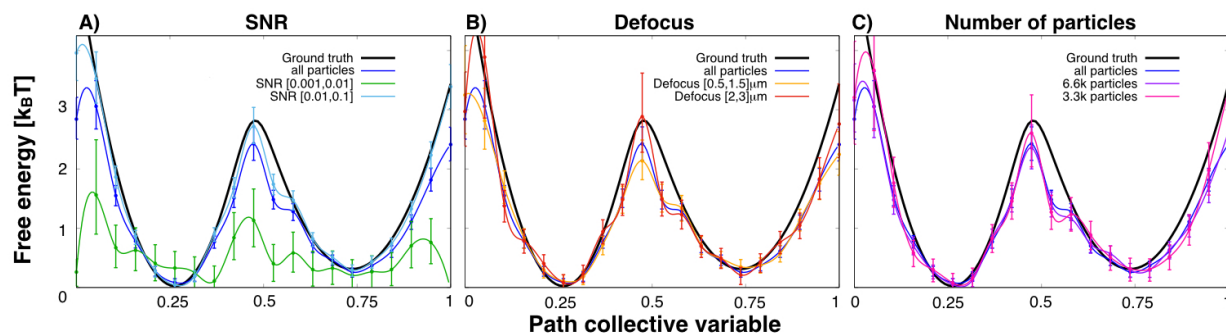 A) SNR
Ground truth
all particles
SNR [0.001,0.01]
SNR [0.01,0.1]
B) Defocus
Ground truth
all particles
Defocus [0.5,1.5]μm
Defocus [2,3]μm
C) Number of particles
Ground truth
all particles
6.6k particles
3.3k particles
Free energy [kBT]
3
2
1
0
0.25 0.5 0.75 1
0.25 0.5 0.75 1
0.25 0.5 0.75 1
Path collective variable